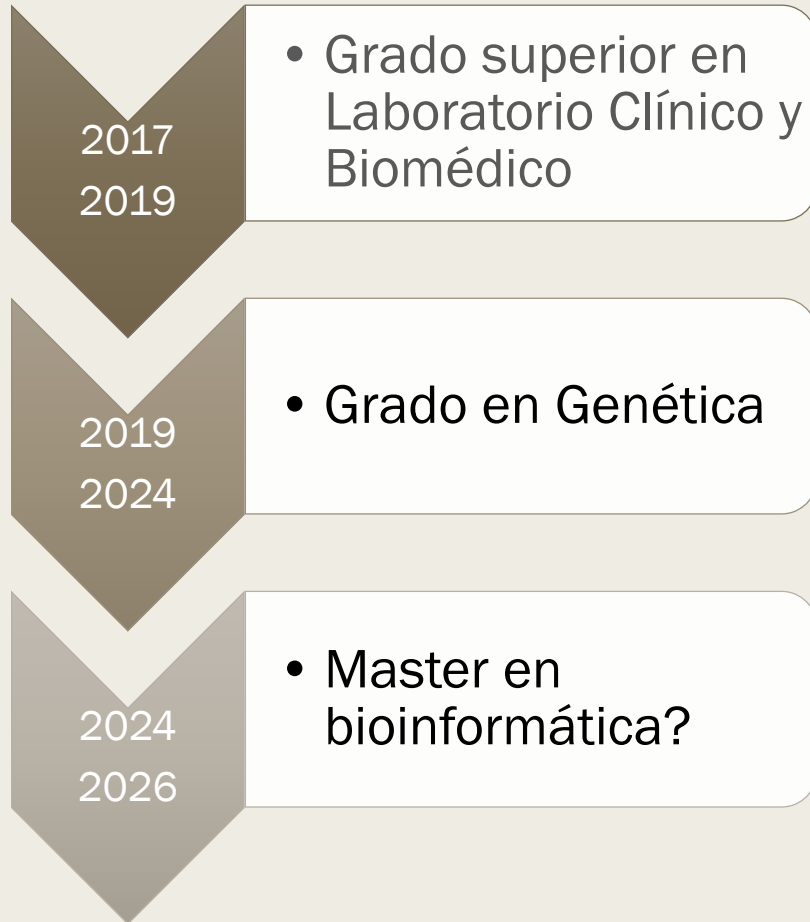 2017
2019
• Grado superior en
Laboratorio Clínico y
Biomédico
2019
2024
• Grado en Genética
2024
2026
• Master en
bioinformática?